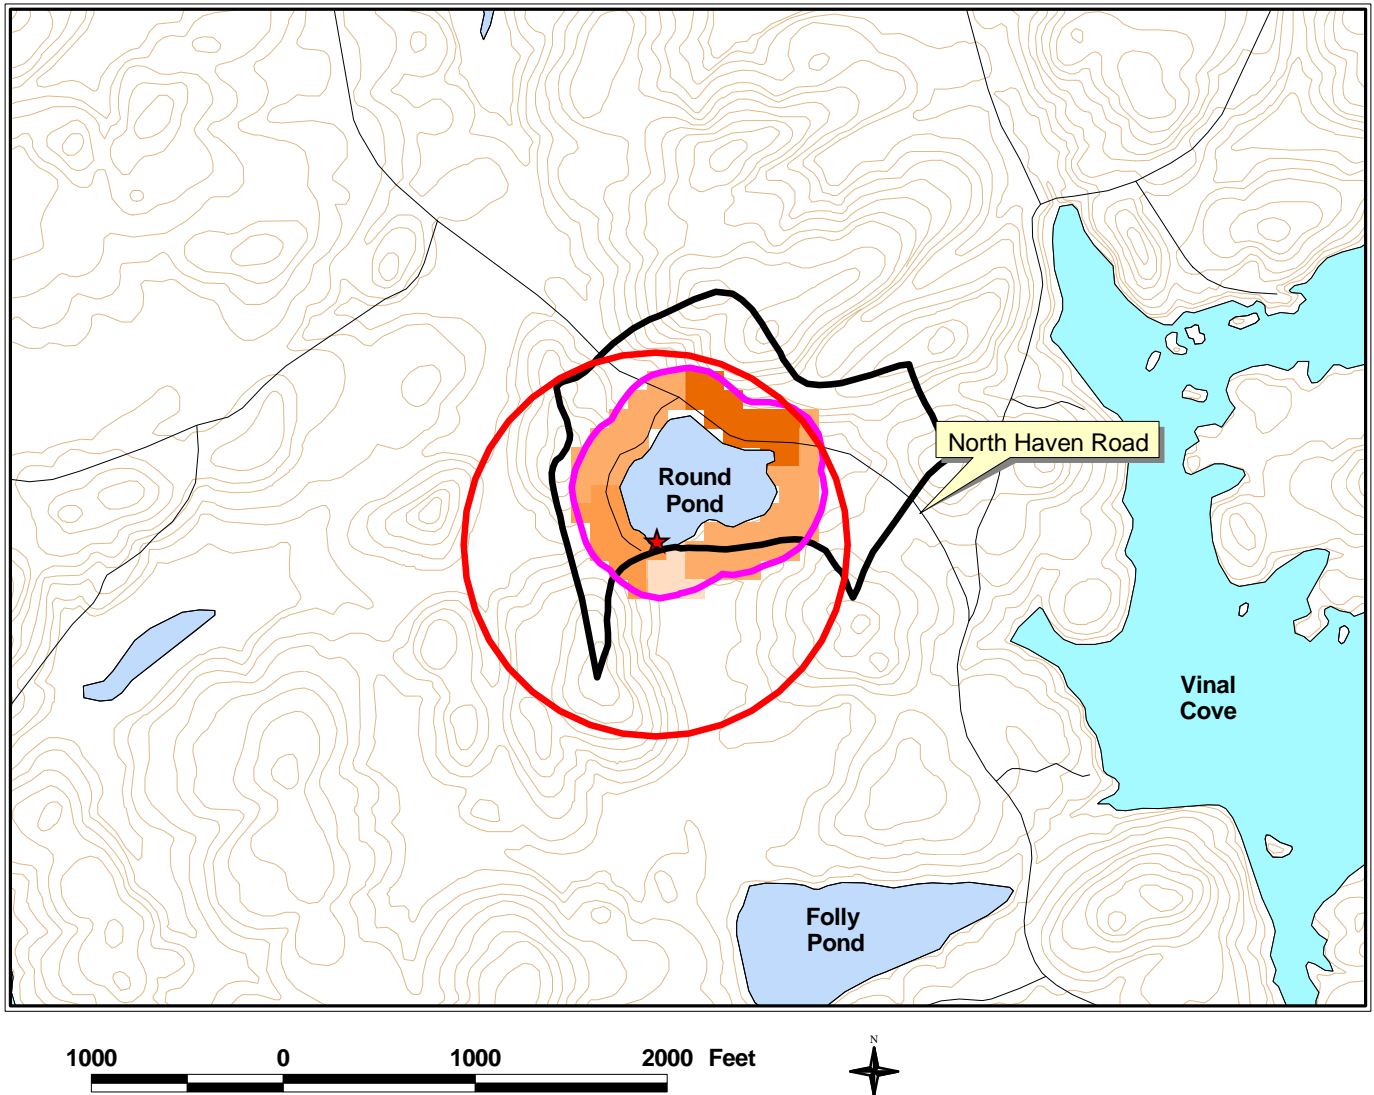 North Haven Road
Round
Pond
Vinal
Cove
Folly
Pond
1000 0 1000 2000 Feet
N